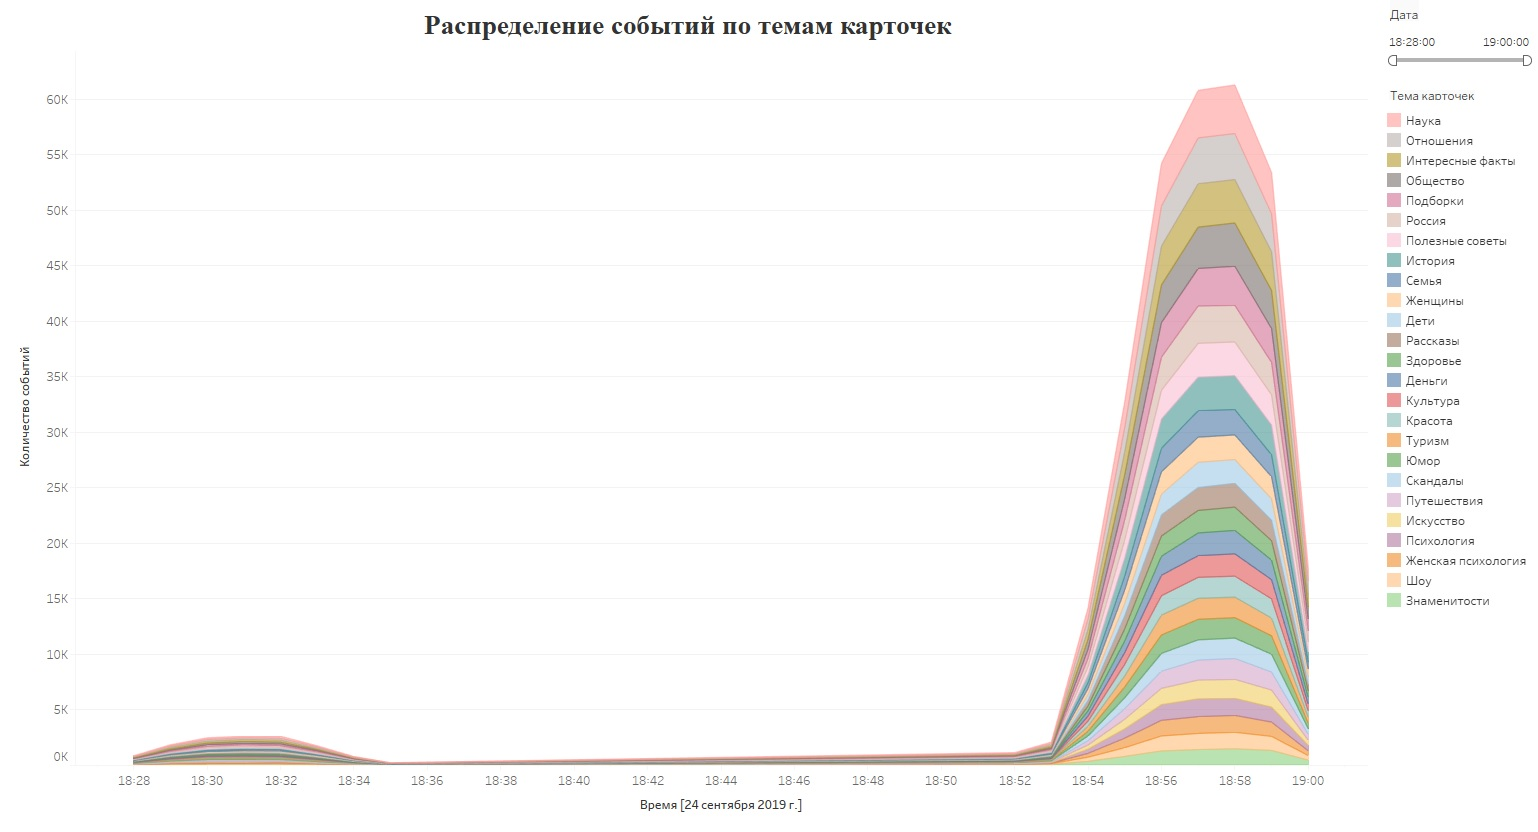 Распределение событий по темам карточек
Дата
18:28:00 19:00:00
Тема карточек
Наука
Отношения
Интересные факты
Общество
Подборки
Россия
Полезные советы
История
Семья
Женщины
Дети
Рассказы
Здоровье
Деньги
Культура
Красота
Туризм
Юмор
Скандалы
Путешествия
Искусство
Психология
Женская психология
Шоу
Знаменитости
Количество событий
60K
55K
50K
45K
40K
35K
30K
25K
20K
15K
10K
5K
0K
18:28 18:30 18:32 18:34 18:36 18:38 18:40 18:42 18:44 18:46 18:48 18:50 18:52 18:54 18:56 18:58 19:00
Время [24 сентября 2019 г.]